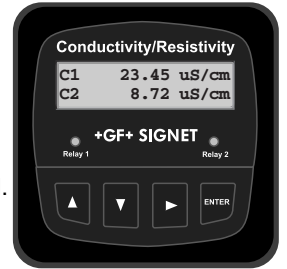 Conductivity/Resistivity
C1 23.45 uS/cm
C2 8.72 uS/cm
+GF+ SIGNET
Relay 1 Relay 2
ENTER